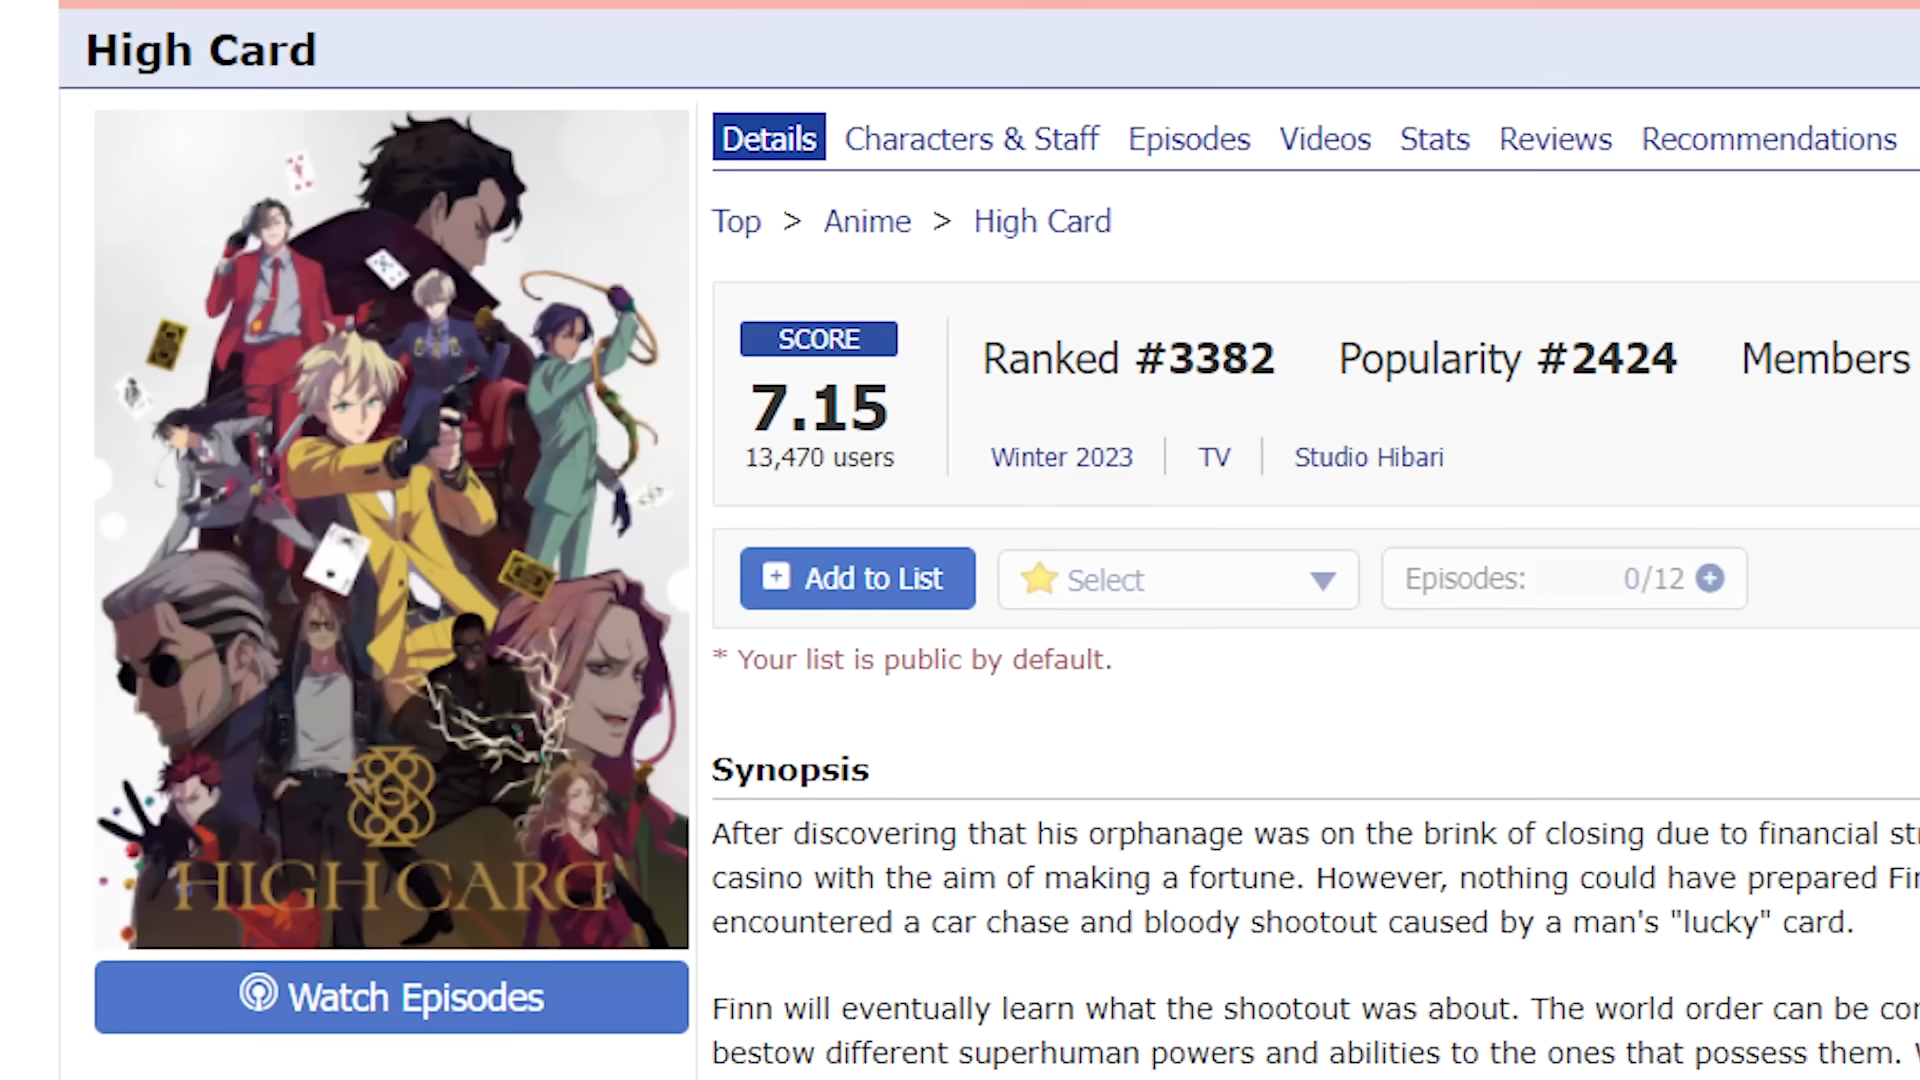 High Card
Details Characters & Staff Episodes Videos Stats Reviews Recommendations
Top > Anime > High Card
SCORE
7.15
13,470 users
Ranked #3382 Popularity #2424 Members
Winter 2023 TV Studio Hibari
Add to List Select Episodes: 0/12
* Your list is public by default.
Synopsis
After discovering that his orphanage was on the brink of closing due to financial
casino with the aim of making a fortune. However, nothing could have prepared
encountered a car chase and bloody shootout caused by a man's "lucky" card.
Finn will eventually learn what the shootout was about. The world order can be
bestow different superhuman powers and abilities to the ones that possess them.
HIGH CARD
Watch Episodes